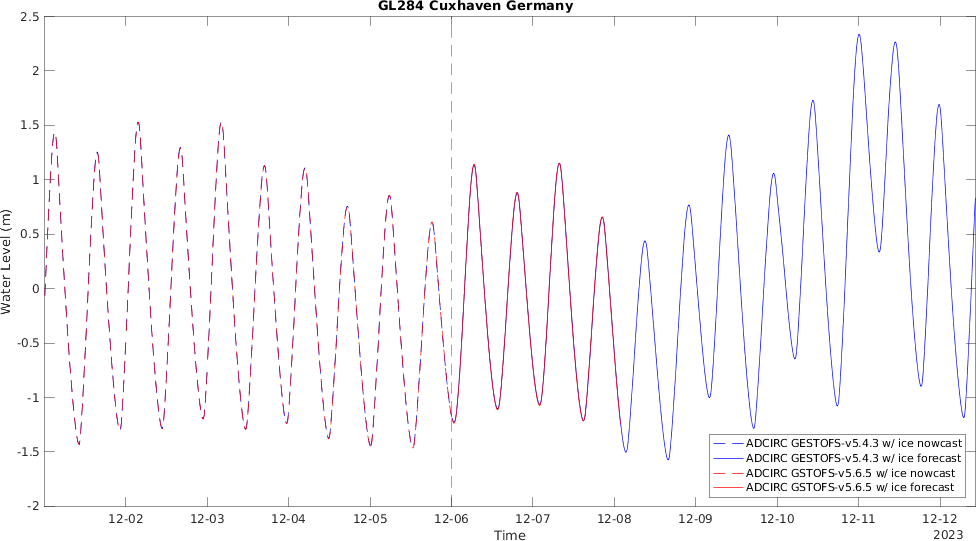 GL284 Cuxhaven Germany
2.5
2
1.5
1
0.5
0
-0.5
-1
-1.5
-2
Water Level (m)
ADCIRC GESTOFS-v5.4.3 w/ ice nowcast
ADCIRC GESTOFS-v5.4.3 w/ ice forecast
ADCIRC GSTOFS-v5.6.5 w/ ice nowcast
ADCIRC GSTOFS-v5.6.5 w/ ice forecast
12-02 12-03 12-04 12-05 12-06 12-07 12-08 12-09 12-10 12-11 12-12
Time 2023